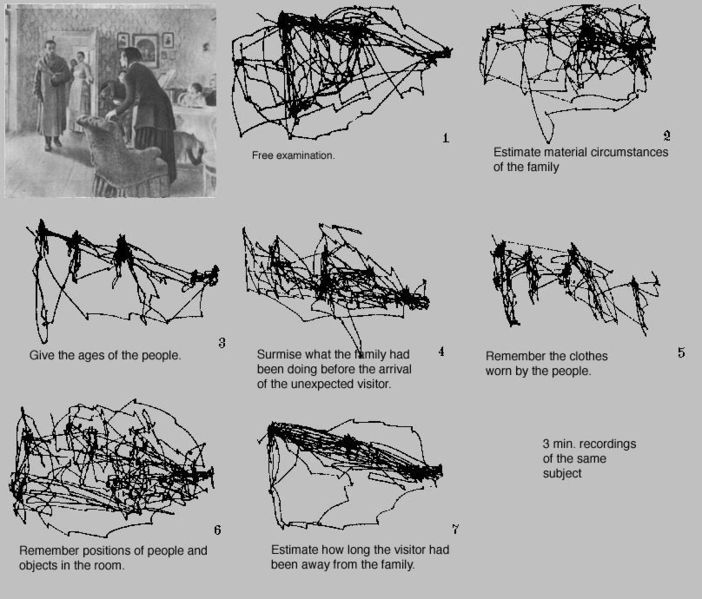 1
Free examination.
2
Estimate material circumstances
of the family
3
Give the ages of the people.
4
Surmise what the family had
been doing before the arrival
of the unexpected visitor.
5
Remember the clothes
worn by the people.
6
Remember positions of people and
objects in the room.
7
Estimate how long the visitor had
been away from the family.
3 min. recordings
of the same
subject